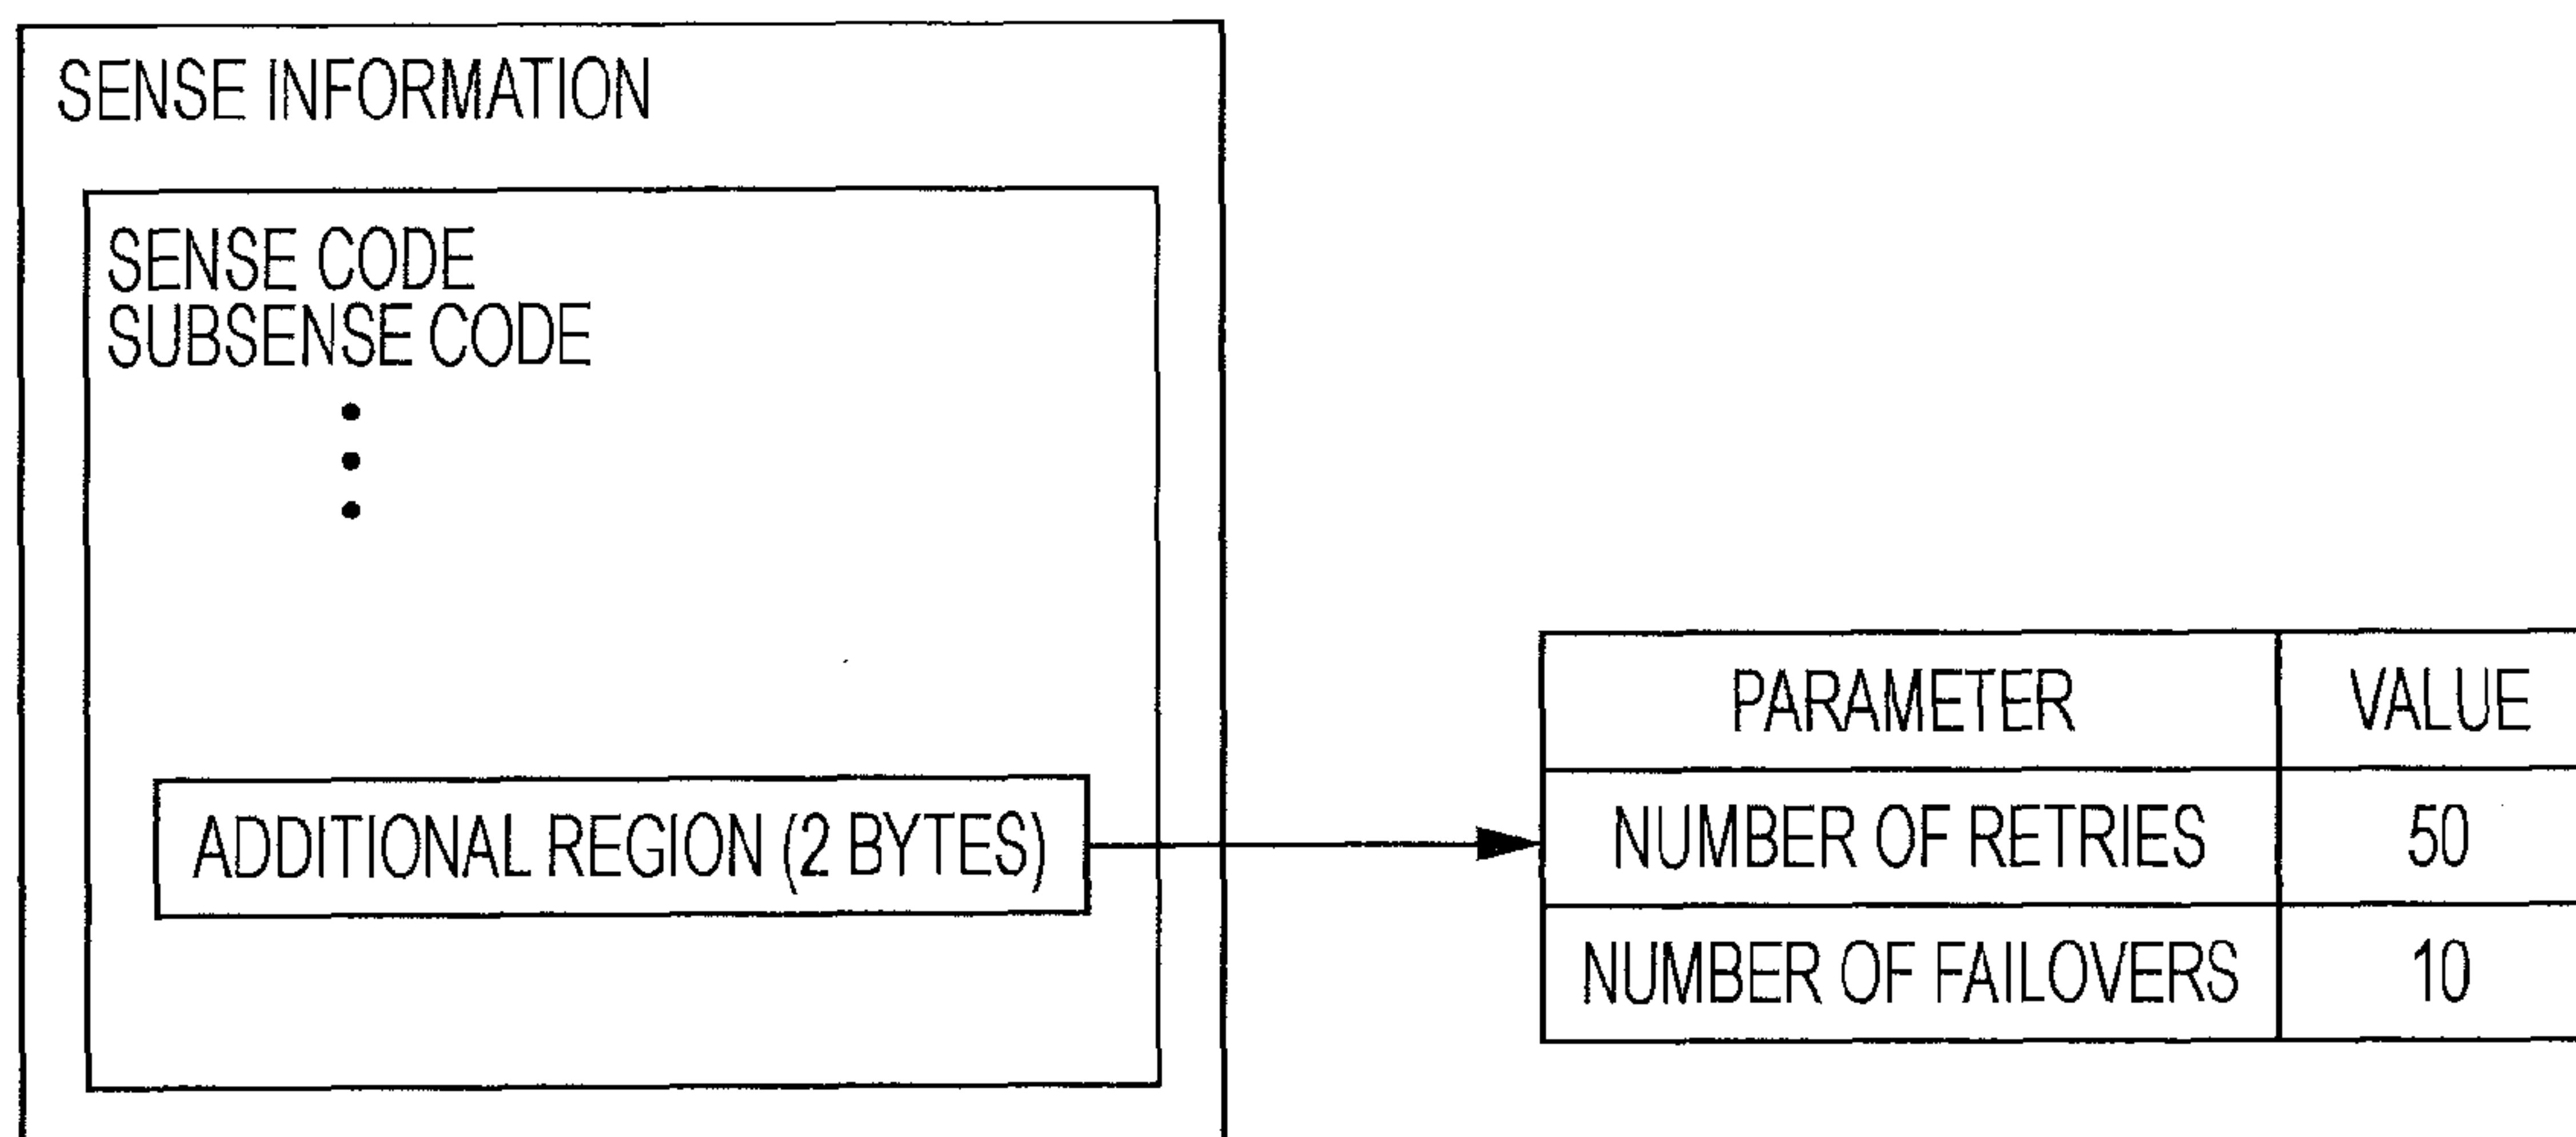 SENSE INFORMATION
SENSE CODE
SUBSENSE CODE
ADDITIONAL REGION (2 BYTES)
PARAMETER VALUE
NUMBER OF RETRIES 50
NUMBER OF FAILOVERS 10